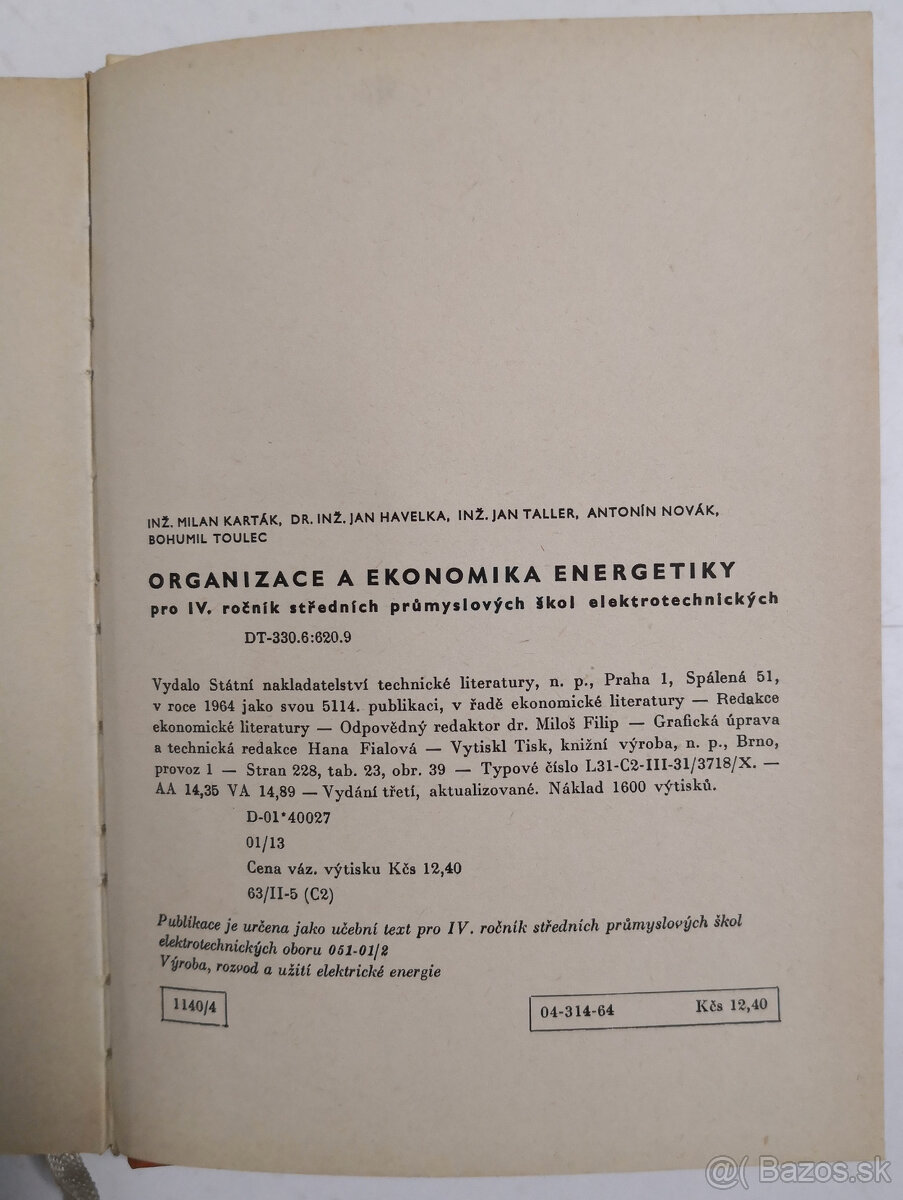 INŽ. MILAN KARTÁK, DR. INŽ. JAN HAVELKA, INŽ. JAN TALLER, ANTONÍN NOVÁK,
BOHUMIL TOULEC
ORGANIZACE A EKONOMIKA ENERGETIKY
pro IV. ročník středních průmyslových škol elektrotechnických
DT-330.6:620.9
Vydalo Státní nakladatelství technické literatury, n. p., Praha 1, Spálená 51,
v roce 1964 jako svou 5114. publikaci, v řadě ekonomické literatury — Redakce
ekonomické literatury — Odpovědný redaktor dr. Miloš Filip — Grafická úprava
a technická redakce Hana Fialová — Vytiskl Tisk, knižní výroba, n. p., Brno,
provoz 1 — Stran 228, tab. 23, obr. 39 — Typové číslo L31-C2-III-31/3718/X. —
AA 14,35 VA 14,89 — Vydání třetí, aktualizované. Náklad 1600 výtisků.
D-01*40027
01/13
Cena váz. výtisku Kčs 12,40
63/II-5 (C2)
Publikace je určena jako učební text pro IV. ročník středních průmyslových škol
elektrotechnických oboru 051-01/2
Výroba, rozvod a užití elektrické energie
1140/4
04-314-64 Kčs 12,40
@( Bazos.sk